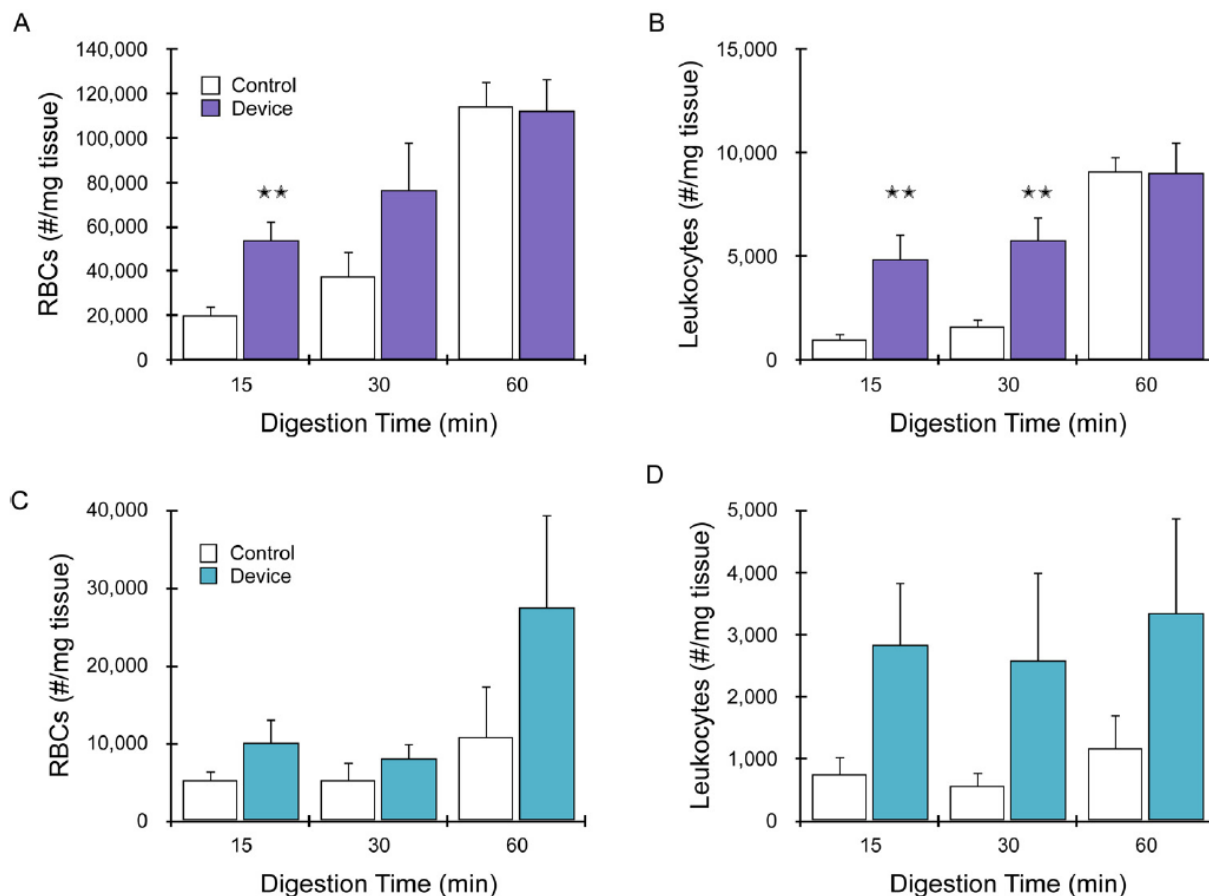 A
RBCs (#/mg tissue)
140,000
120,000
100,000
80,000
60,000
40,000
20,000
0
Control
Device
★★
15
30
60
Digestion Time (min)
B
Leukocytes (#/mg tissue)
15,000
10,000
5,000
0
★★
★★
15
30
60
Digestion Time (min)
C
RBCs (#/mg tissue)
40,000
30,000
20,000
10,000
0
Control
Device
15
30
60
Digestion Time (min)
D
Leukocytes (#/mg tissue)
5,000
4,000
3,000
2,000
1,000
0
15
30
60
Digestion Time (min)